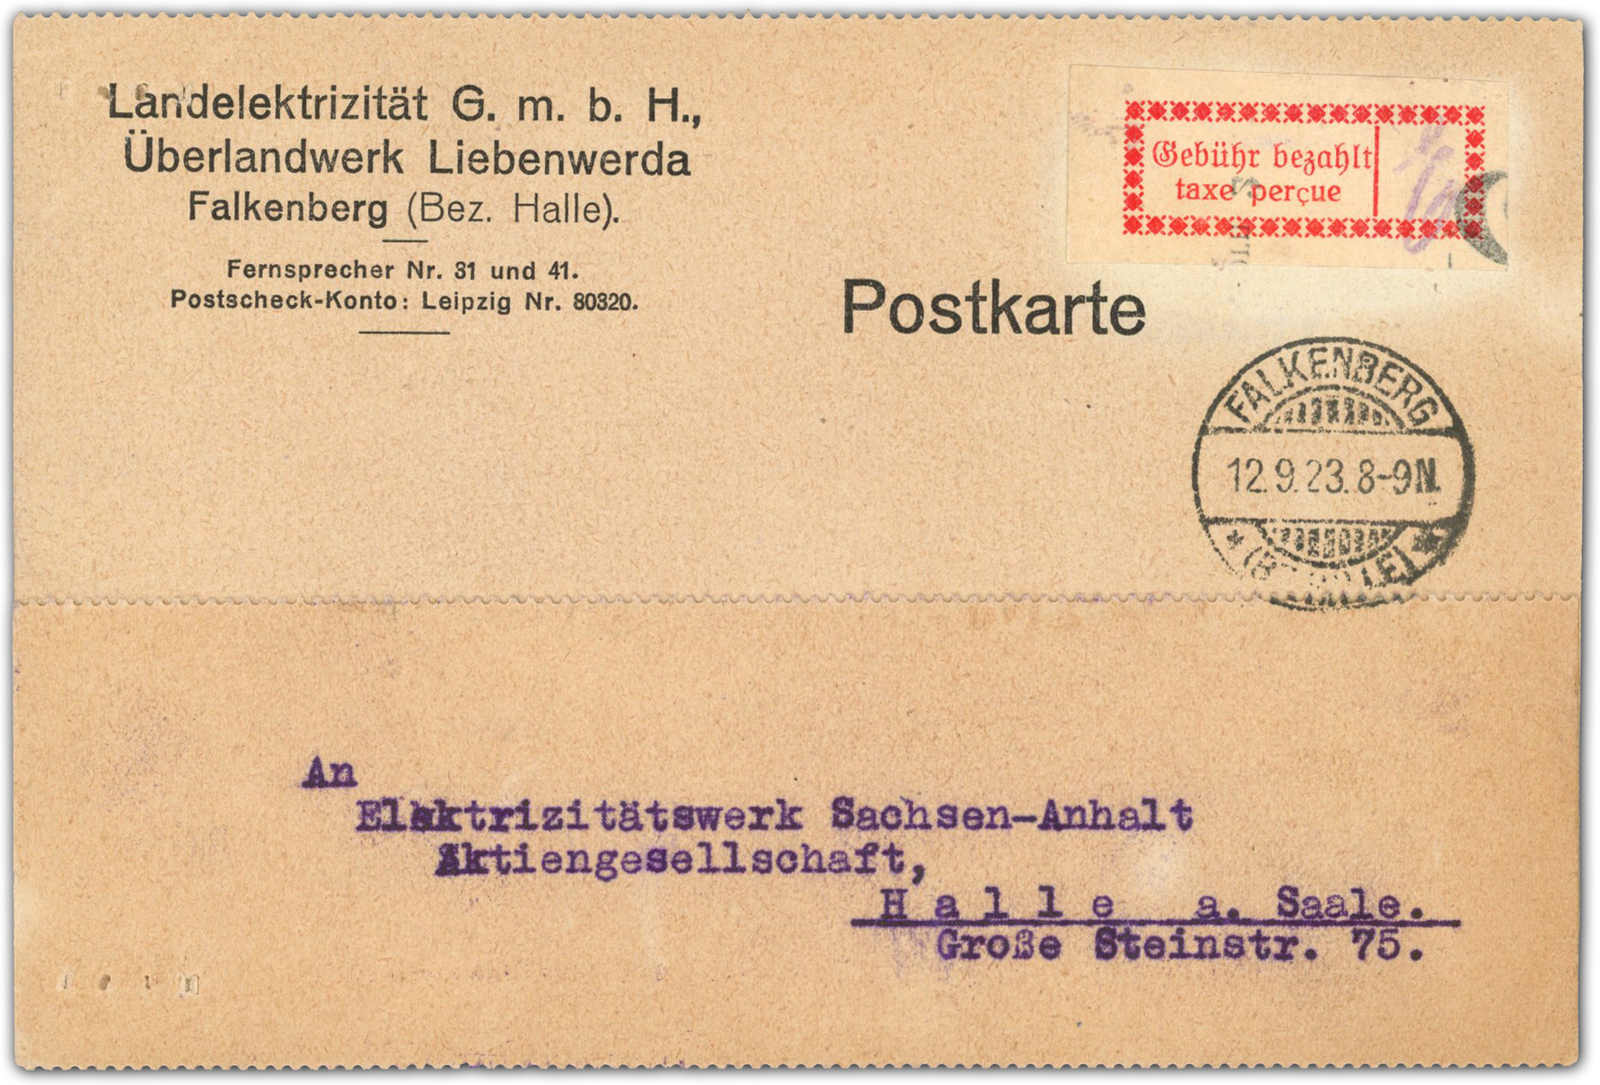 Landelektrizität G. m. b. H.,
Überlandwerk Liebenwerda
Falkenberg (Bez. Halle).
Fernsprecher Nr. 31 und 41.
Postscheck-Konto: Leipzig Nr. 80320.
Gebühr bezahlt
taxe perçue
Postkarte
FALKENBERG
12.9.23.8-9N.
An
Elektrizitätswerk Sachsen-Anhalt
Aktiengesellschaft,
Halle a. Saale.
Große Steinstr. 75.